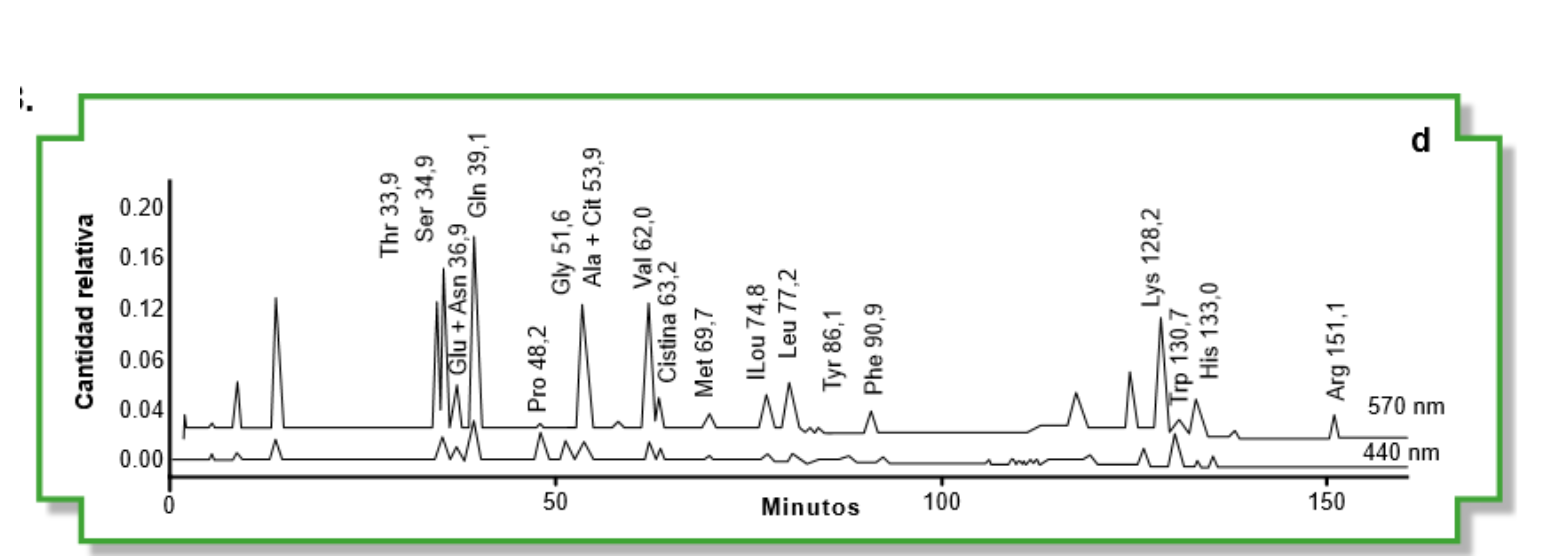 d
Cantidad relativa
0.20
0.16
0.12
0.06
0.04
0.00
Thr 33,9
Ser 34,9
Glu + Asn 36,9
Gln 39,1
Pro 48,2
Gly 51,6
Ala + Cit 53,9
Val 62,0
Cistina 63,2
Met 69,7
ILou 74,8
Leu 77,2
Tyr 86,1
Phe 90,9
Lys 128,2
Trp 130,7
His 133,0
Arg 151,1
570 nm
440 nm
0
50
100
150
Minutos